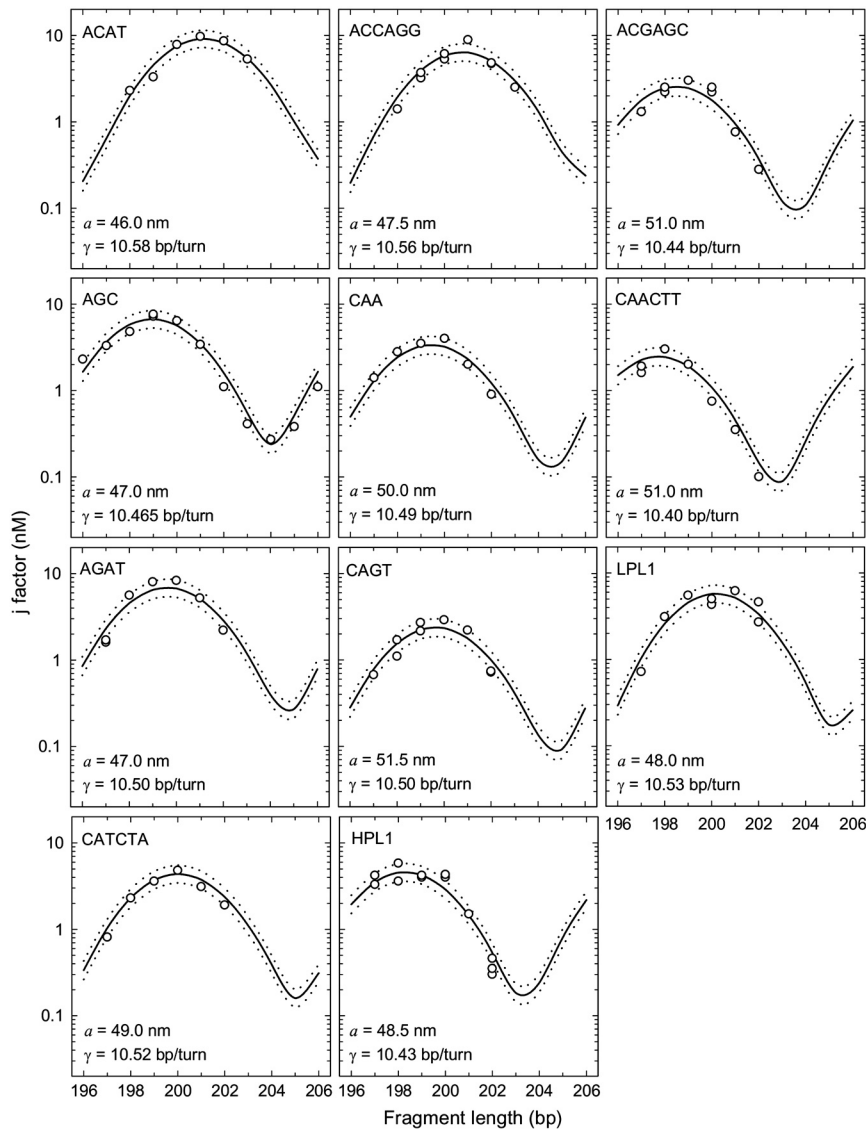 ACAT
ACCAGG
ACGAGC
10
1
0.1
a = 46.0 nm
γ = 10.58 bp/turn
a = 47.5 nm
γ = 10.56 bp/turn
a = 51.0 nm
γ = 10.44 bp/turn
AGC
CAA
CAACTT
10
1
0.1
a = 47.0 nm
γ = 10.465 bp/turn
a = 50.0 nm
γ = 10.49 bp/turn
a = 51.0 nm
γ = 10.40 bp/turn
j factor (nM)
AGAT
CAGT
LPL1
10
1
0.1
a = 47.0 nm
γ = 10.50 bp/turn
a = 51.5 nm
γ = 10.50 bp/turn
a = 48.0 nm
γ = 10.53 bp/turn
196 198 200 202 204 206
CATCTA
HPL1
10
1
0.1
a = 49.0 nm
γ = 10.52 bp/turn
a = 48.5 nm
γ = 10.43 bp/turn
196 198 200 202 204 206
196 198 200 202 204 206
Fragment length (bp)